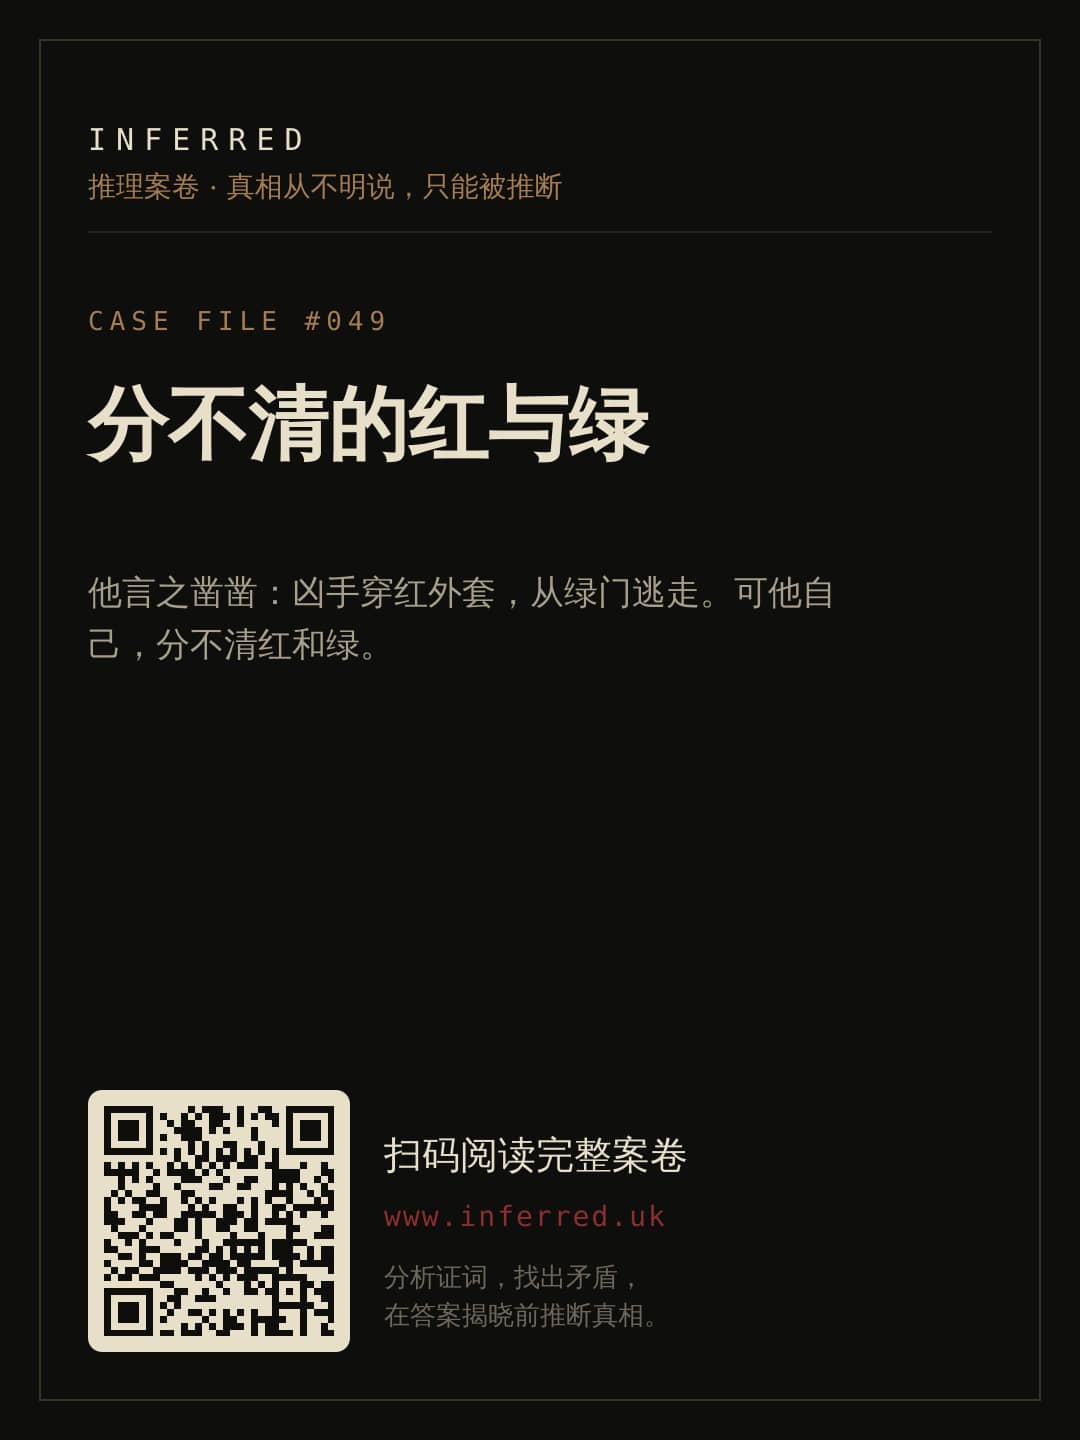 INFERRED
推理案卷 · 真相从不明说，只能被推断
CASE FILE #049
分不清的红与绿
他言之凿凿：凶手穿红外套，从绿门逃走。可他自
己，分不清红和绿。
扫码阅读完整案卷
www.inferred.uk
分析证词，找出矛盾，
在答案揭晓前推断真相。